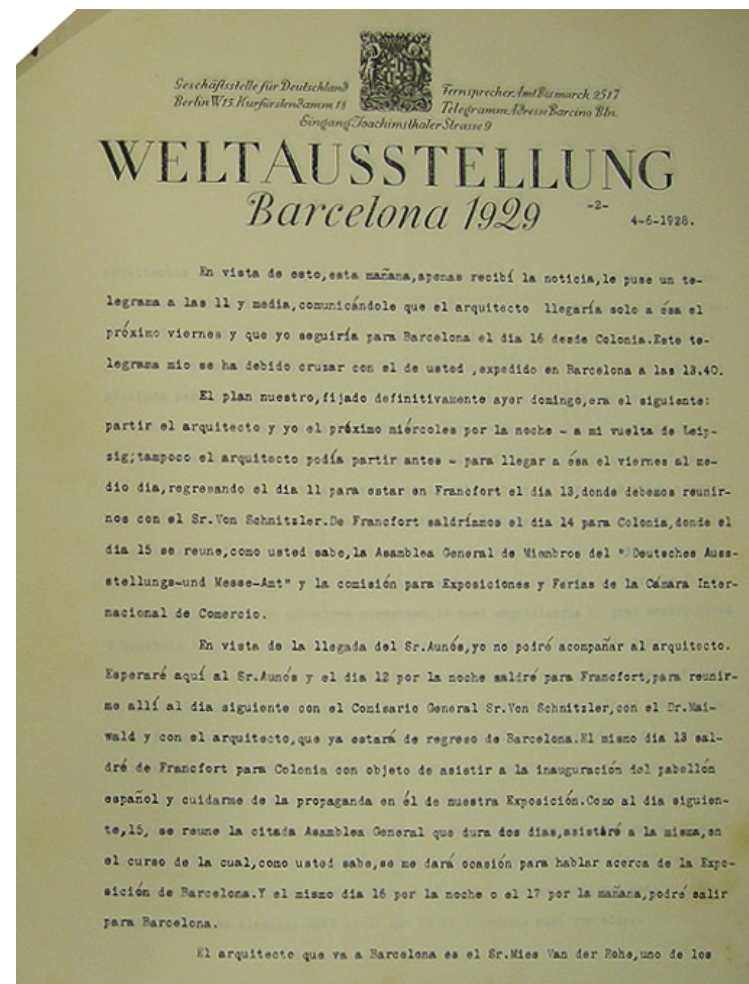 Geschäftsstelle für Deutschland
Berlin W15. Kurfürstendamm 18
Fernsprecher: Amt Bismarck 2517
Telegramm Adresse Barcino Bln.
Eingang Joachimsthaler Strasse 9
WELTAUSSTELLUNG
Barcelona 1929
-2-
4-6-1928.
En vista de esto,esta mañana,apenas recibí la noticia,le puse un te-
legrama a las 11 y media,comunicándole que el arquitecto llegaría solo a ésa el
próximo viernes y que yo seguiría para Barcelona el dia 16 desde Colonia.Este te-
legrama mio se ha debido cruzar con el de usted ,expedido en Barcelona a las 13.40.
El plan nuestro,fijado definitivamente ayer domingo,era el siguiente:
partir el arquitecto y yo el próximo miércoles por la noche - a mi vuelta de Leip-
sig;tampoco el arquitecto podía partir antes - para llegar a ésa el viernes al me-
dio dia,regresando el dia 11 para estar en Francfort el dia 13,donde debemos reunir-
nos con el Sr.Von Schnitzler.De Francfort saldríamos el dia 14 para Colonia,donde el
dia 15 se reune,como usted sabe,la Asamblea General de Miembros del " Deutsches Auss-
stellungs-und Messe-Amt" y la comisión para Exposiciones y Ferias de la Cámara Inter-
nacional de Comercio.
En vista de la llegada del Sr.Aunós,yo no podré acompañar al arquitecto.
Esperaré aquí al Sr.Aunós y el dia 12 por la noche saldré para Francfort,para reunir-
me allí al dia siguiente con el Comisario General Sr.Von Schnitzler,con el Dr.Mai-
wald y con el arquitecto,que ya estará de regreso de Barcelona.El mismo dia 13 sal-
dré de Francfort para Colonia con objeto de asistir a la inauguración del pabellón
español y cuidarme de la propaganda en él de nuestra Exposición.Como al dia siguien-
te,15, se reune la citada Asamblea General que dura dos dias,asistiré a la misma,en
el curso de la cual,como usted sabe,se me dará ocasión para hablar acerca de la Expo-
sición de Barcelona.Y el mismo dia 16 por la noche o el 17 por la mañana,podré salir
para Barcelona.
El arquitecto que va a Barcelona es el Sr.Mies Van der Rohe,uno de los